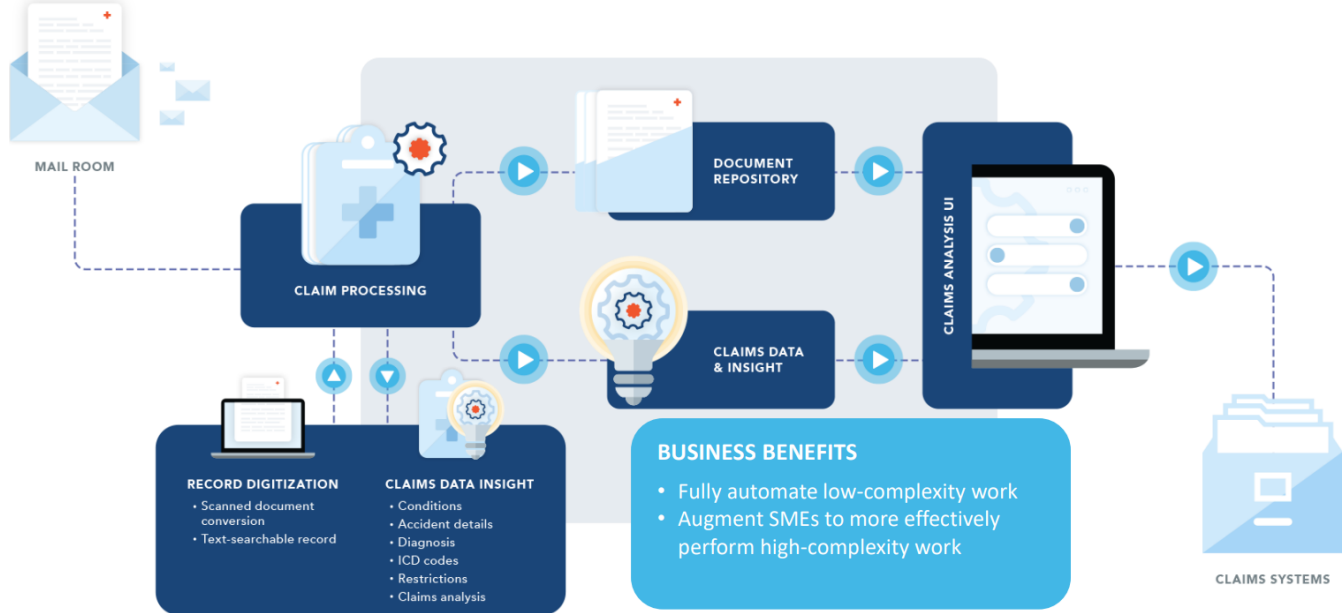 MAIL ROOM
CLAIM PROCESSING
DOCUMENT
REPOSITORY
CLAIMS DATA
& INSIGHT
CLAIMS ANALYSIS UI
RECORD DIGITIZATION
• Scanned document
conversion
• Text-searchable record
CLAIMS DATA INSIGHT
• Conditions
• Accident details
• Diagnosis
• ICD codes
• Restrictions
• Claims analysis
BUSINESS BENEFITS
• Fully automate low-complexity work
• Augment SMEs to more effectively
perform high-complexity work
CLAIMS SYSTEMS